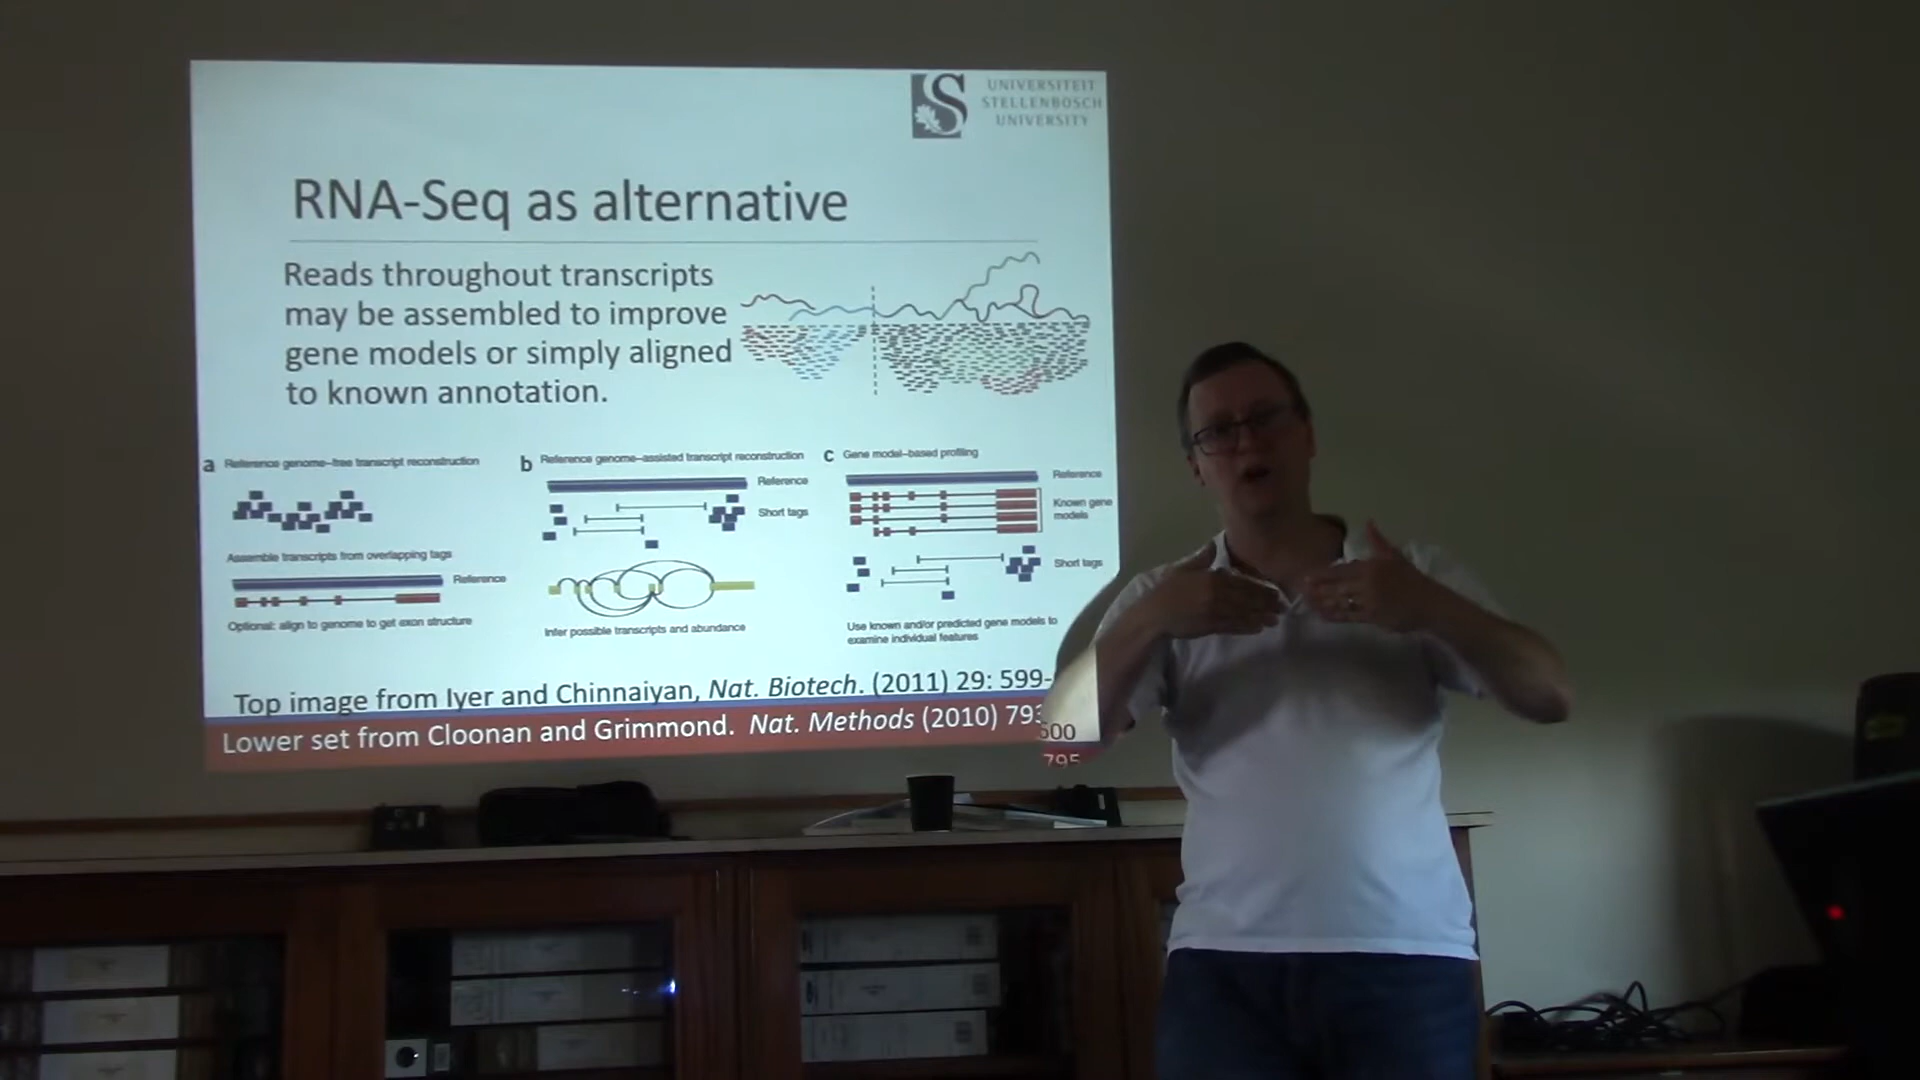 UNIVERSITEIT
STELLENBOSCH
UNIVERSITY
RNA-Seq as alternative
Reads throughout transcripts
may be assembled to improve
gene models or simply aligned
to known annotation.
a Reference genome–free transcript reconstruction
Assemble transcripts from overlapping tags
Reference
Optional: align to genome to get exon structure
b Reference genome–assisted transcript reconstruction
Reference
Short tags
Infer possible transcripts and abundance
c Gene model–based profiling
Reference
Known gene
models
Short tags
Use known and/or predicted gene models to
examine individual features
Top image from Iyer and Chinnaiyan, Nat. Biotech. (2011) 29: 599-600
Lower set from Cloonan and Grimmond. Nat. Methods (2010) 793 795